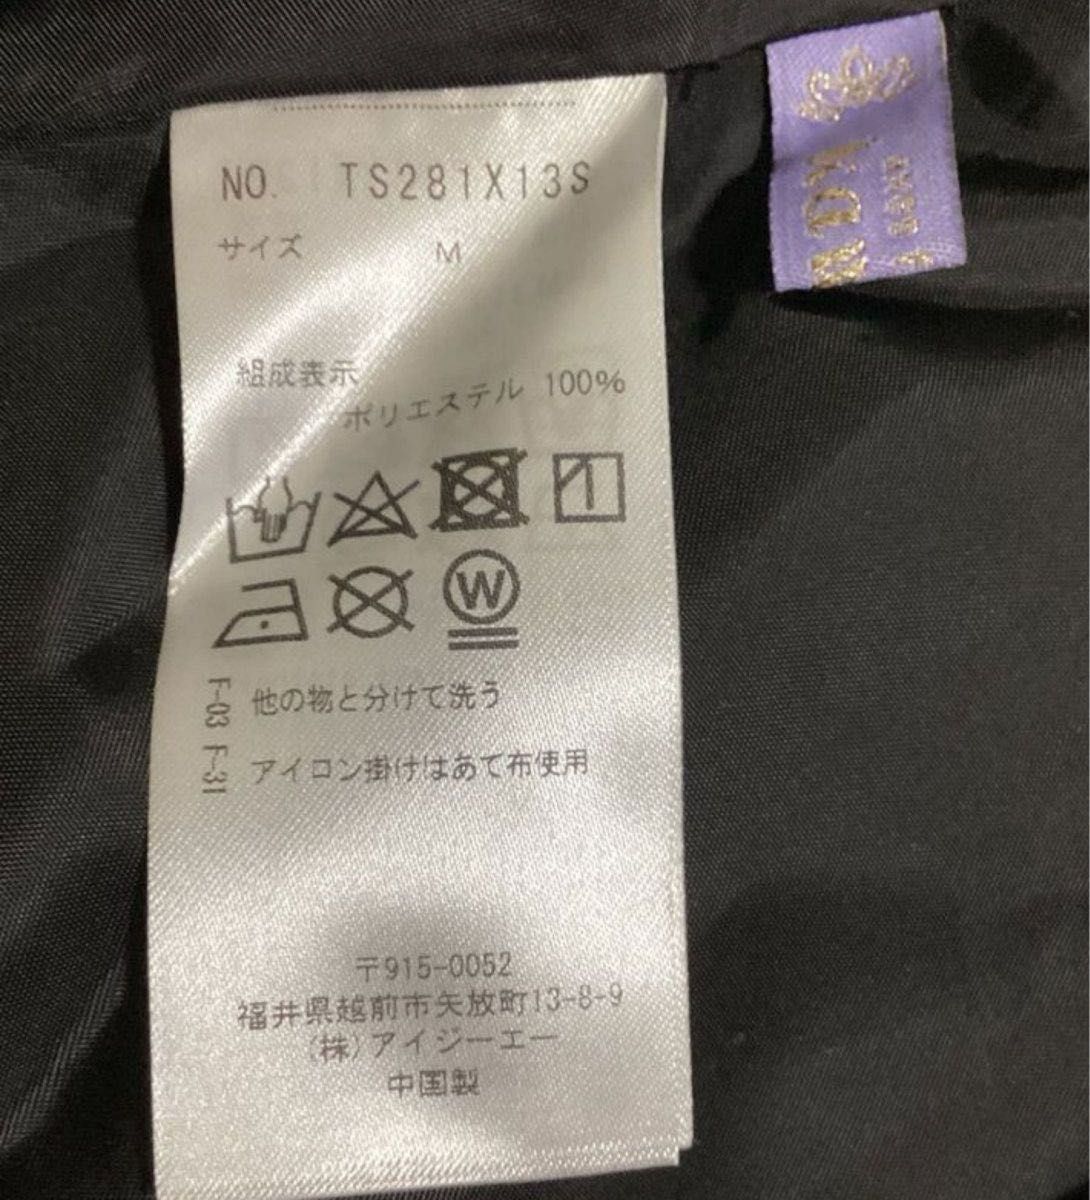 NO. TS281X13S
サイズ M
組成表示
ポリエステル 100%
W
F-03 他の物と分けて洗う
F-31 アイロン掛けはあて布使用
〒915-0052
福井県越前市矢放町13-8-9
(株)アイジーエー
中国製